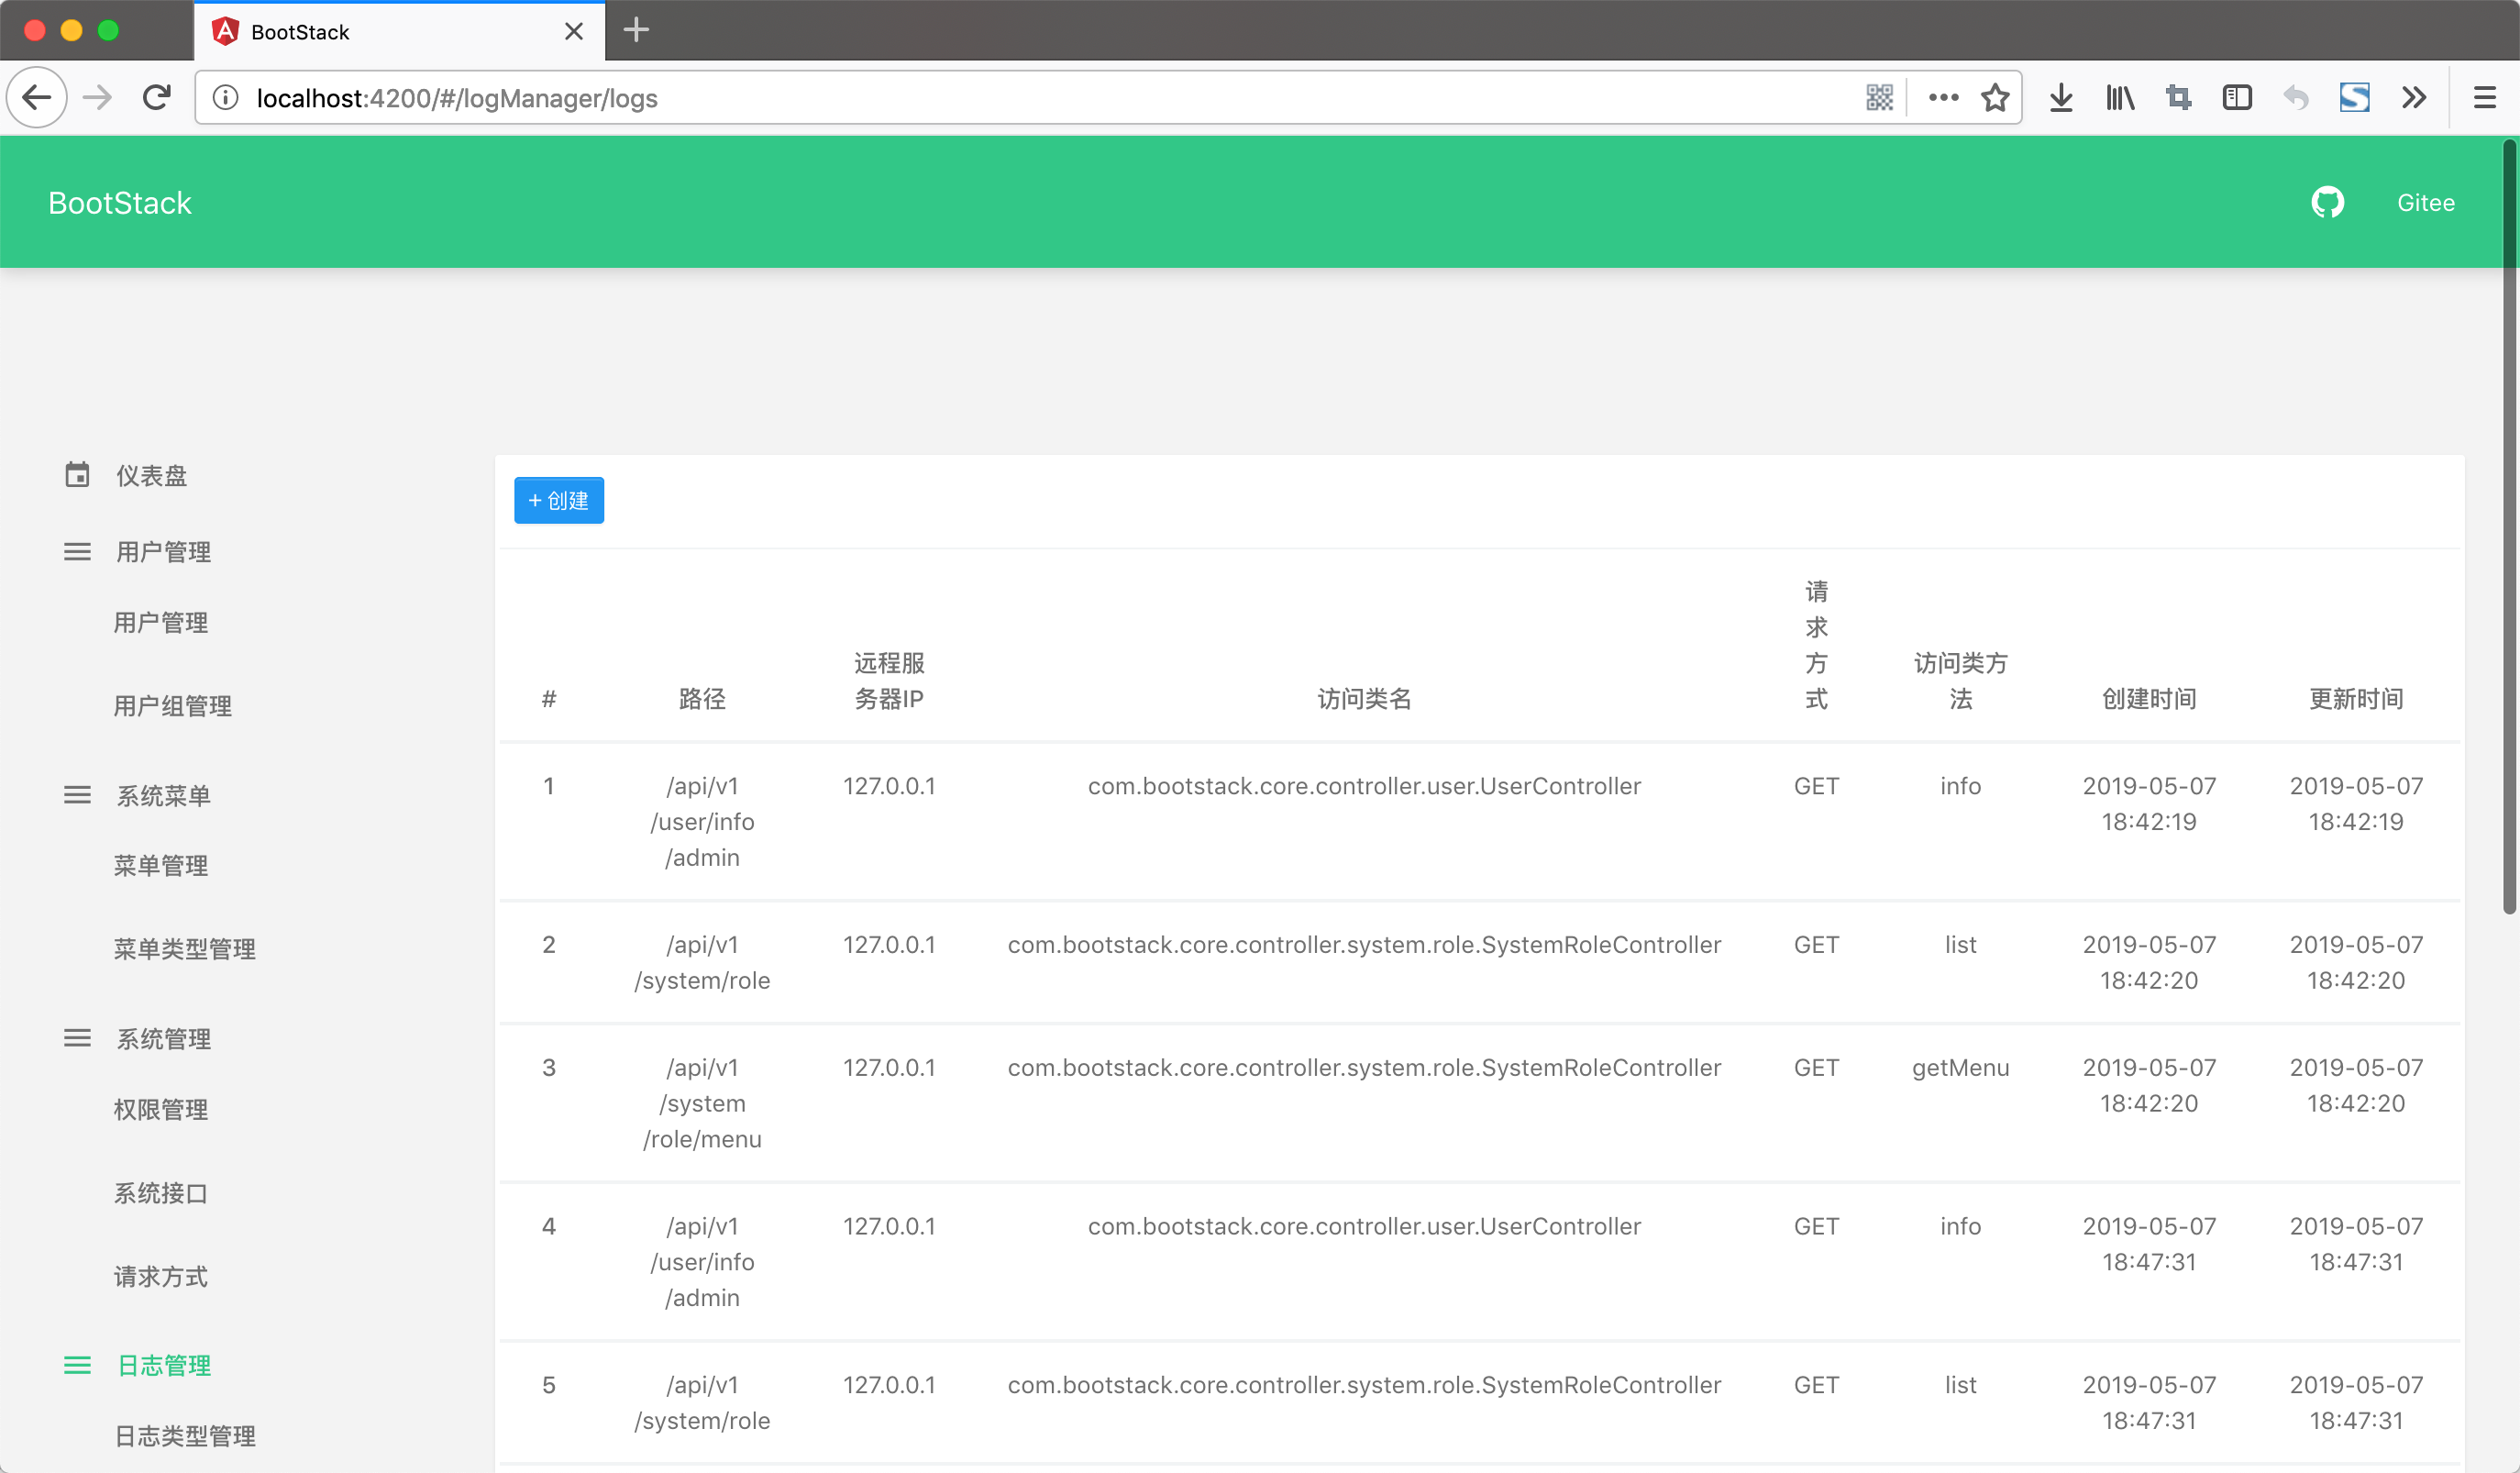 BootStack
localhost:4200/#/logManager/logs
BootStack
Gitee
仪表盘
用户管理
用户管理
用户组管理
系统菜单
菜单管理
菜单类型管理
系统管理
权限管理
系统接口
请求方式
日志管理
日志类型管理
+ 创建
# 路径 远程服务器IP 访问类名 请求方式 访问类方法 创建时间 更新时间
1 /api/v1/user/info/admin 127.0.0.1 com.bootstack.core.controller.user.UserController GET info 2019-05-07 18:42:19 2019-05-07 18:42:19
2 /api/v1/system/role 127.0.0.1 com.bootstack.core.controller.system.role.SystemRoleController GET list 2019-05-07 18:42:20 2019-05-07 18:42:20
3 /api/v1/system/role/menu 127.0.0.1 com.bootstack.core.controller.system.role.SystemRoleController GET getMenu 2019-05-07 18:42:20 2019-05-07 18:42:20
4 /api/v1/user/info/admin 127.0.0.1 com.bootstack.core.controller.user.UserController GET info 2019-05-07 18:47:31 2019-05-07 18:47:31
5 /api/v1/system/role 127.0.0.1 com.bootstack.core.controller.system.role.SystemRoleController GET list 2019-05-07 18:47:31 2019-05-07 18:47:31